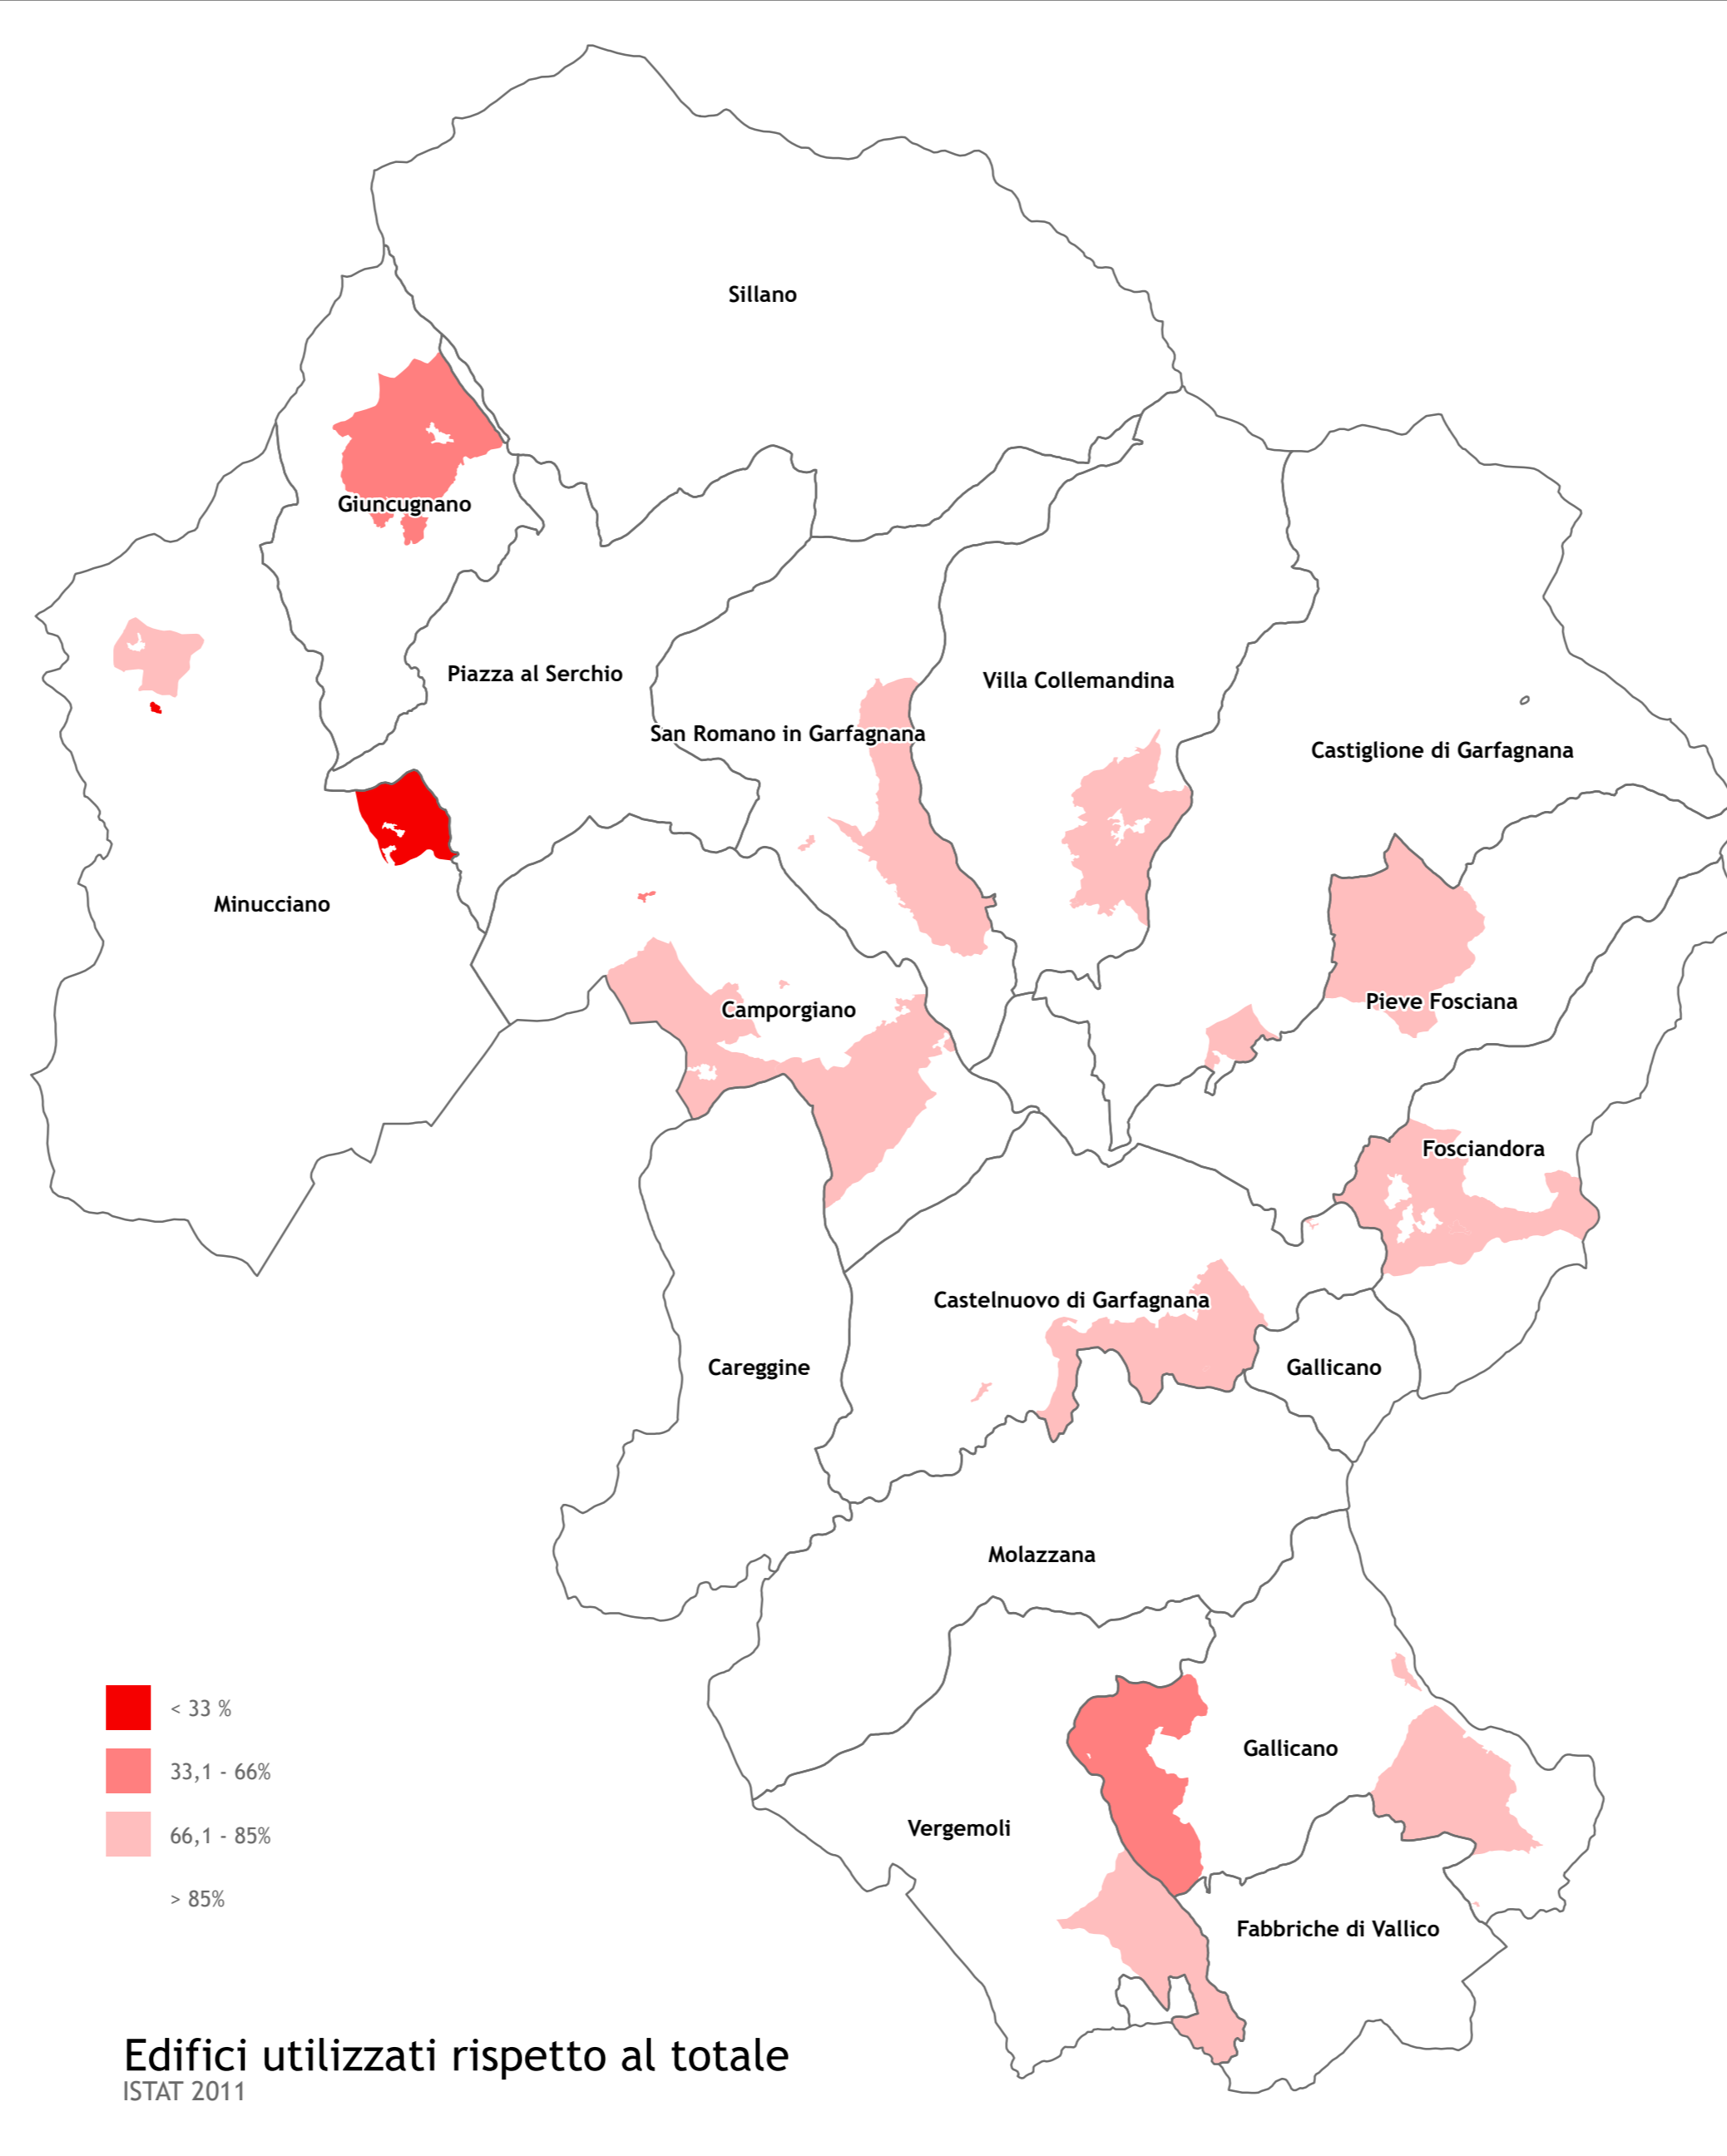 Sillano
Giuncugnano
Piazza al Serchio
Villa Collemandina
San Romano in Garfagnana
Castiglione di Garfagnana
Minucciano
Camporgiano
Pieve Fosciana
Fosciandora
Castelnuovo di Garfagnana
Careggine
Gallicano
Molazzana
Gallicano
Vergemoli
Fabbriche di Vallico
< 33 %
33,1 - 66%
66,1 - 85%
> 85%
Edifici utilizzati rispetto al totale
ISTAT 2011